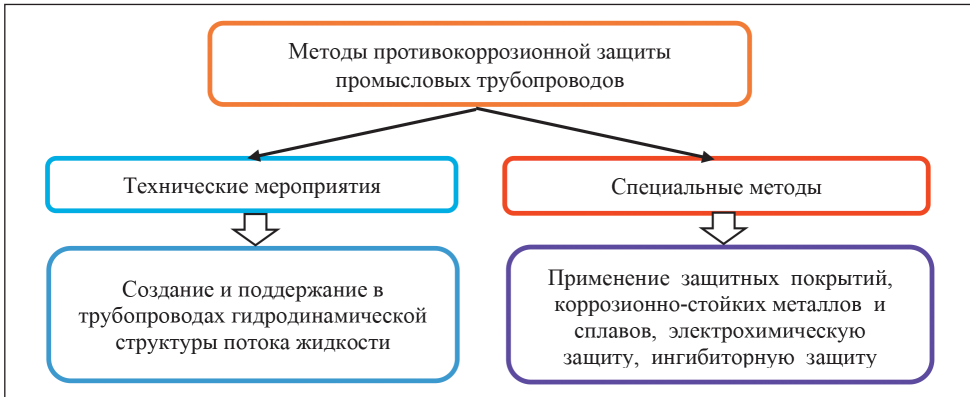 Методы противокоррозионной защиты
промысловых трубопроводов
Технические мероприятия
Специальные методы
Создание и поддержание в
трубопроводах гидродинамической
структуры потока жидкости
Применение защитных покрытий,
коррозионно-стойких металлов и
сплавов, электрохимическую
защиту, ингибиторную защиту